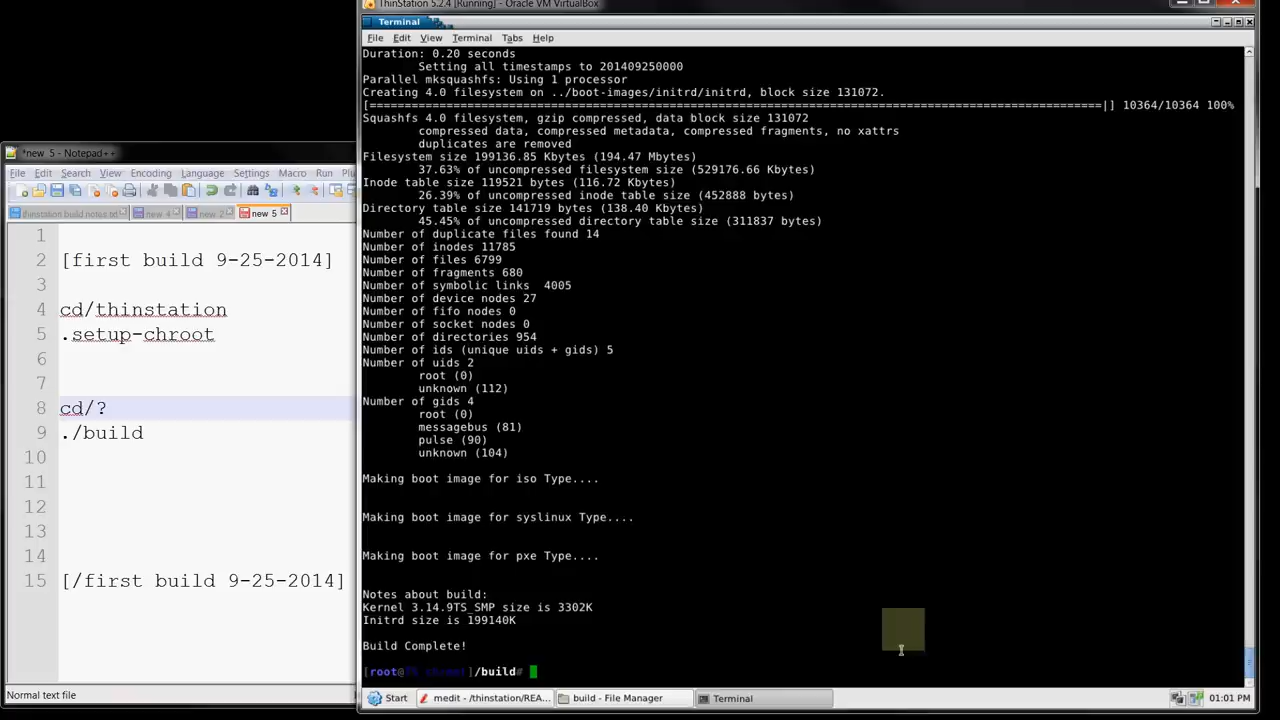 ThinStation 5.2.4 [Running] - Oracle VM VirtualBox
Terminal
File Edit View Terminal Tabs Help
Duration: 0.20 seconds
Setting all timestamps to 201409250000
Parallel mksquashfs: Using 1 processor
Creating 4.0 filesystem on ../boot-images/initrd/initrd, block size 131072.
[=====================================================================================================|] 10364/10364 100%
Squashfs 4.0 filesystem, gzip compressed, data block size 131072
compressed data, compressed metadata, compressed fragments, no xattrs
duplicates are removed
Filesystem size 199136.85 Kbytes (194.47 Mbytes)
37.63% of uncompressed filesystem size (529176.66 Kbytes)
Inode table size 119521 bytes (116.72 Kbytes)
26.39% of uncompressed inode table size (452888 bytes)
Directory table size 141719 bytes (138.40 Kbytes)
45.45% of uncompressed directory table size (311837 bytes)
Number of duplicate files found 14
Number of inodes 11785
Number of files 6799
Number of fragments 680
Number of symbolic links 4005
Number of device nodes 27
Number of fifo nodes 0
Number of socket nodes 0
Number of directories 954
Number of ids (unique uids + gids) 5
Number of uids 2
root (0)
unknown (112)
Number of gids 4
root (0)
messagebus (81)
pulse (90)
unknown (104)
Making boot image for iso Type....
Making boot image for syslinux Type....
Making boot image for pxe Type....
Notes about build:
Kernel 3.14.9TS_SMP size is 3302K
Initrd size is 199140K
Build Complete!
[root@TS_chroot]/build#
Start medit - /thinstation/REA... build - File Manager Terminal 01:01 PM
*new 5 - Notepad++
File Edit Search View Encoding Language Settings Macro Run
thinstation build notes.txt new 4 new 2 new 5
1
2 [first build 9-25-2014]
3
4 cd/thinstation
5 .setup-chroot
6
7
8 cd/?
9 ./build
10
11
12
13
14
15 [/first build 9-25-2014]
Normal text file